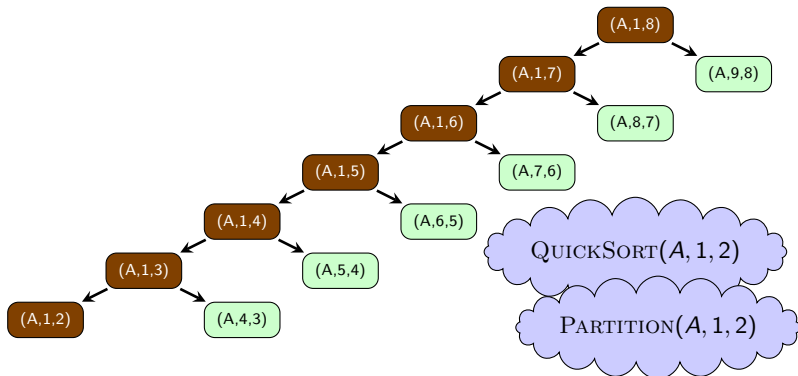 (A,1,8)
(A,1,7)
(A,9,8)
(A,1,6)
(A,8,7)
(A,1,5)
(A,7,6)
(A,1,4)
(A,6,5)
(A,1,3)
(A,5,4)
(A,1,2)
(A,4,3)
QUICKSORT(A, 1, 2)
PARTITION(A, 1, 2)